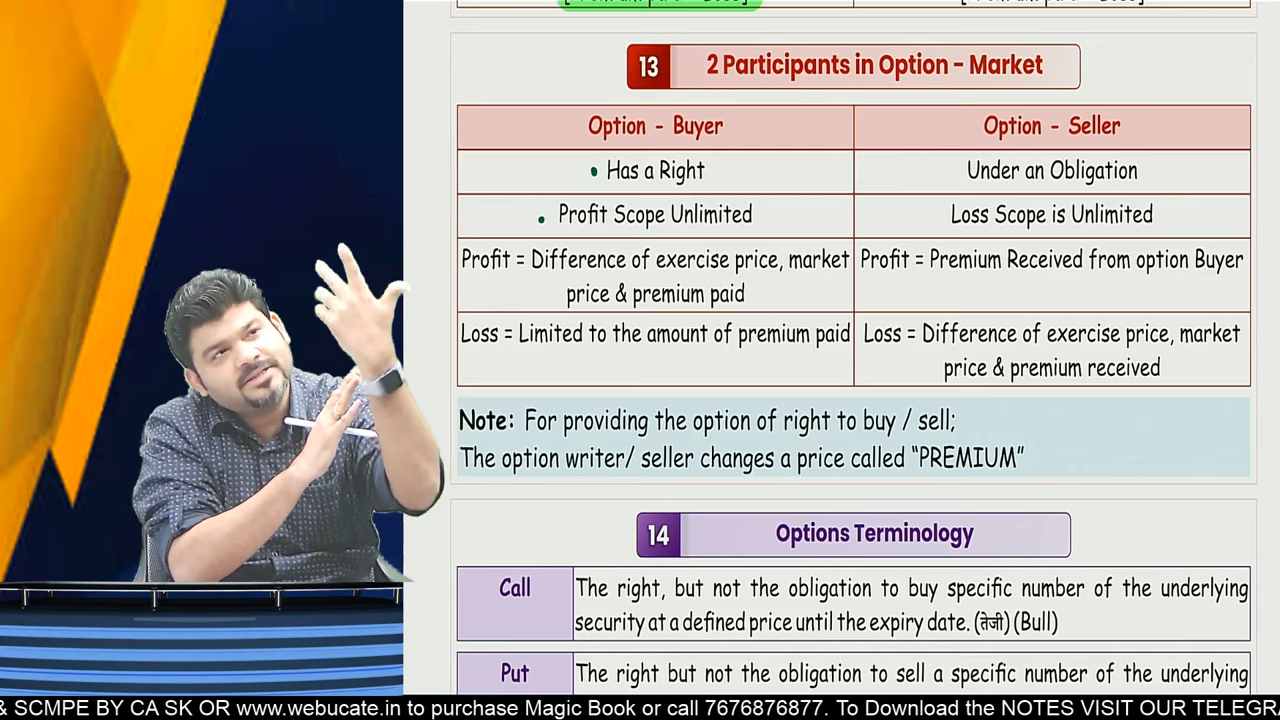 13 2 Participants in Option - Market
Option - Buyer Option - Seller
• Has a Right Under an Obligation
• Profit Scope Unlimited Loss Scope is Unlimited
Profit = Difference of exercise price, market Profit = Premium Received from option Buyer
price & premium paid
Loss = Limited to the amount of premium paid Loss = Difference of exercise price, market
price & premium received
Note: For providing the option of right to buy / sell;
The option writer/ seller changes a price called “PREMIUM”
14 Options Terminology
Call The right, but not the obligation to buy specific number of the underlying
security at a defined price until the expiry date. (तेजी) (Bull)
Put The right but not the obligation to sell a specific number of the underlying
& SCMPE BY CA SK OR www.webucate.in to purchase Magic Book or call 7676876877. To Download the NOTES VISIT OUR